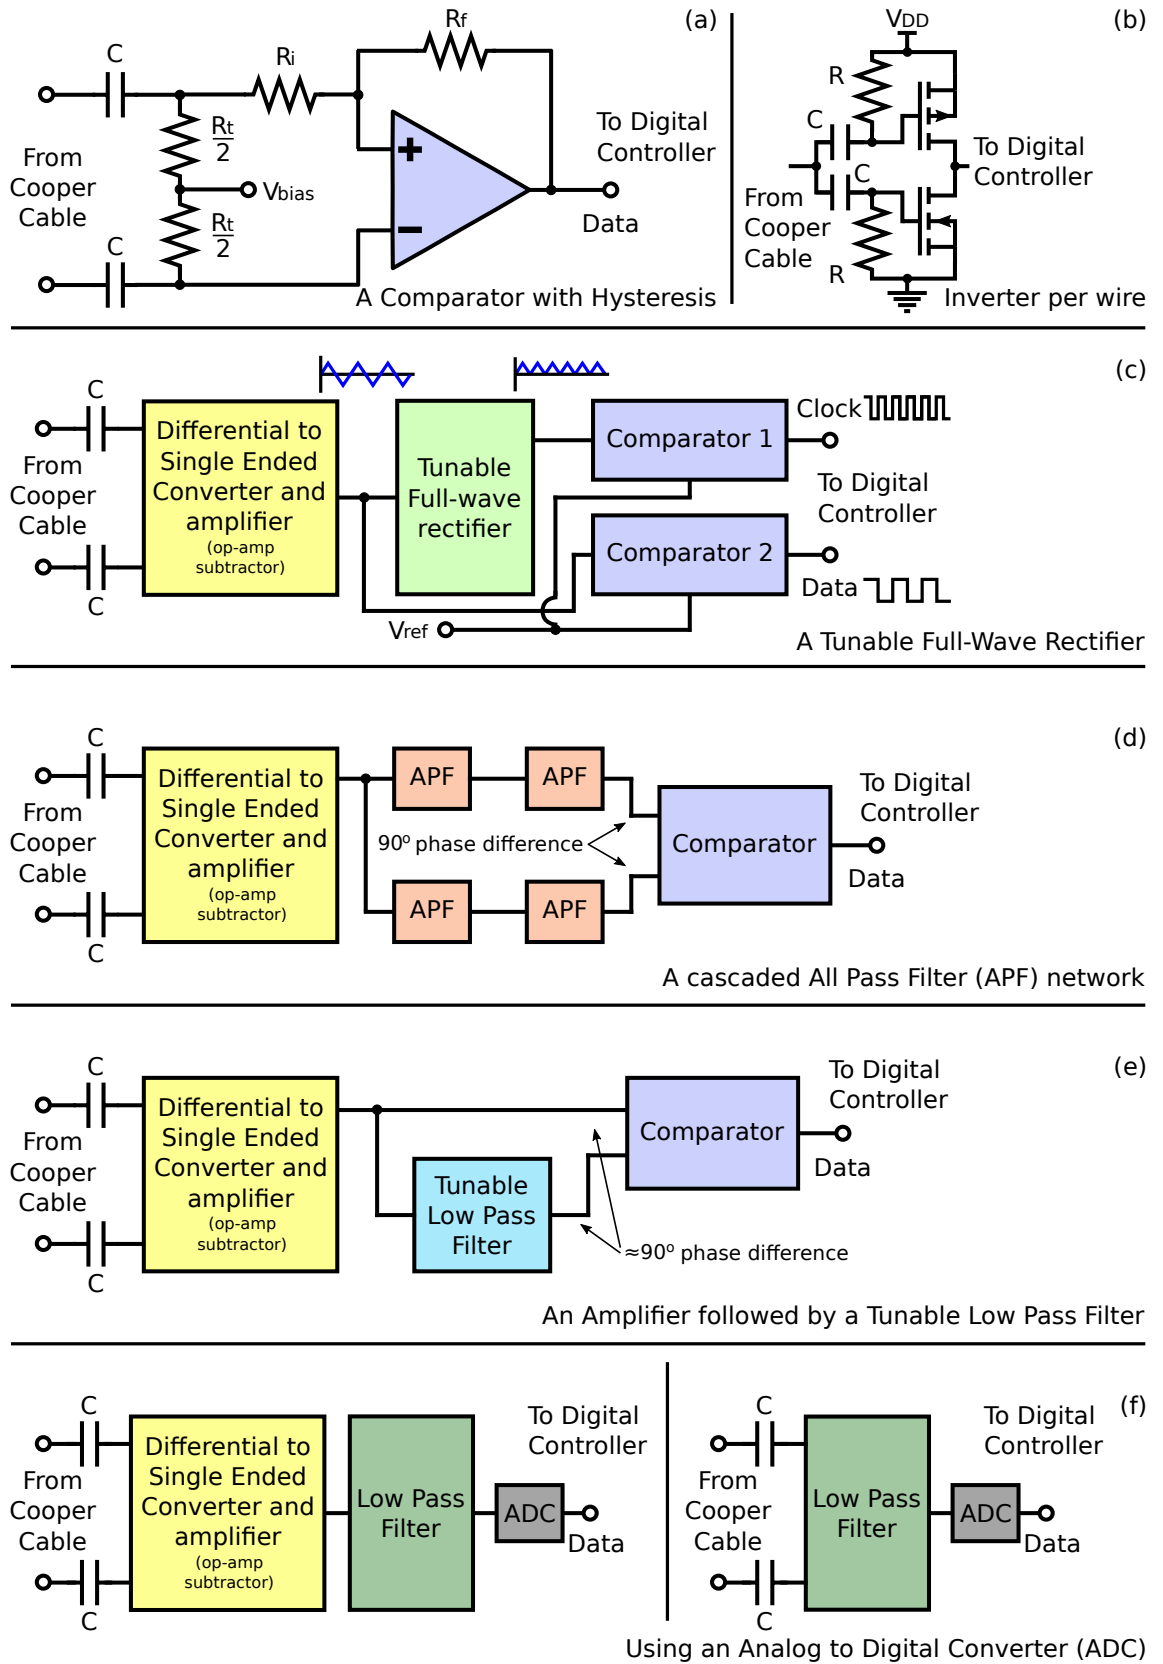 (a)
Rf
C
Ri
Rt
2
From
Cooper
Cable
Vbias
Rt
2
C
+
−
To Digital
Controller
Data
A Comparator with Hysteresis
(b)
VDD
R
C
C
From
Cooper
Cable
R
To Digital
Controller
Inverter per wire
(c)
C
From
Cooper
Cable
C
Differential to
Single Ended
Converter and
amplifier
(op-amp
subtractor)
Tunable
Full-wave
rectifier
Comparator 1
Comparator 2
Clock
To Digital
Controller
Data
Vref
A Tunable Full-Wave Rectifier
(d)
C
From
Cooper
Cable
C
Differential to
Single Ended
Converter and
amplifier
(op-amp
subtractor)
APF
APF
90º phase difference
APF
APF
Comparator
To Digital
Controller
Data
A cascaded All Pass Filter (APF) network
(e)
C
From
Cooper
Cable
C
Differential to
Single Ended
Converter and
amplifier
(op-amp
subtractor)
Tunable
Low Pass
Filter
Comparator
To Digital
Controller
Data
≈90º phase difference
An Amplifier followed by a Tunable Low Pass Filter
C
From
Cooper
Cable
C
Differential to
Single Ended
Converter and
amplifier
(op-amp
subtractor)
Low Pass
Filter
ADC
To Digital
Controller
Data
(f)
C
From
Cooper
Cable
C
Low Pass
Filter
ADC
To Digital
Controller
Data
Using an Analog to Digital Converter (ADC)